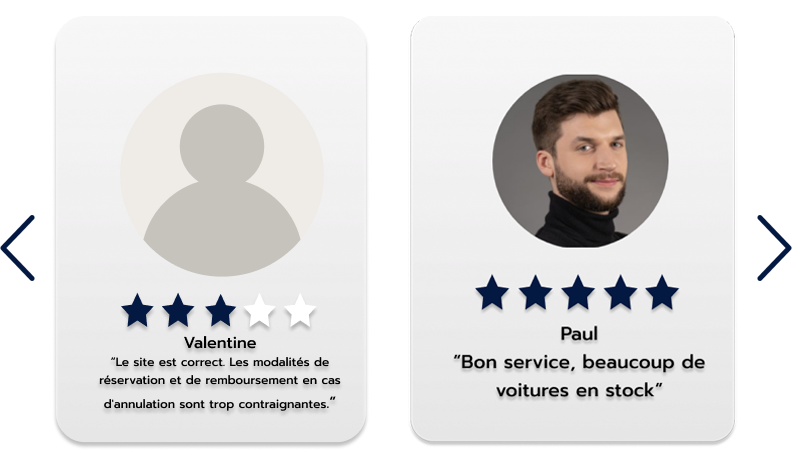 Valentine
“Le site est correct. Les modalités de
réservation et de remboursement en cas
d'annulation sont trop contraignantes.”
Paul
“Bon service, beaucoup de
voitures en stock”